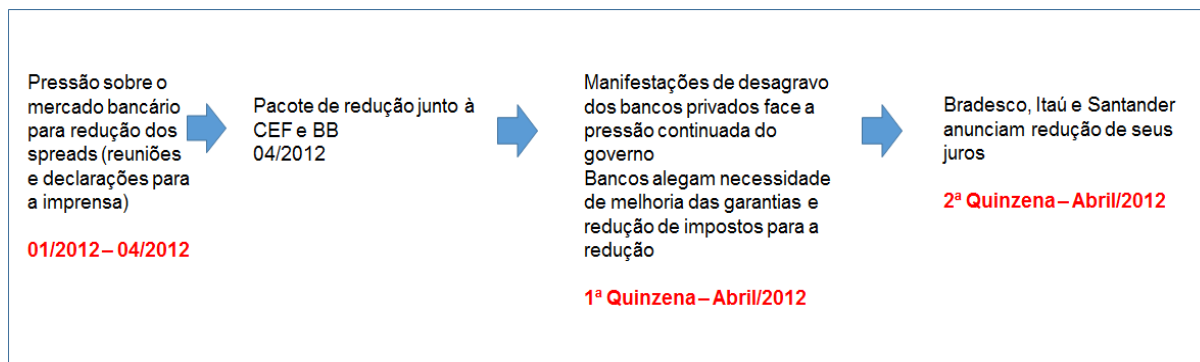 Pressão sobre o
mercado bancário
para redução dos
spreads (reuniões
e declarações para
a imprensa)
01/2012 – 04/2012
Pacote de redução junto à
CEF e BB
04/2012
Manifestações de desagravo
dos bancos privados face a
pressão continuada do
governo
Bancos alegam necessidade
de melhoria das garantias e
redução de impostos para a
redução
1ª Quinzena – Abril/2012
Bradesco, Itaú e Santander
anunciam redução de seus
juros
2ª Quinzena – Abril/2012